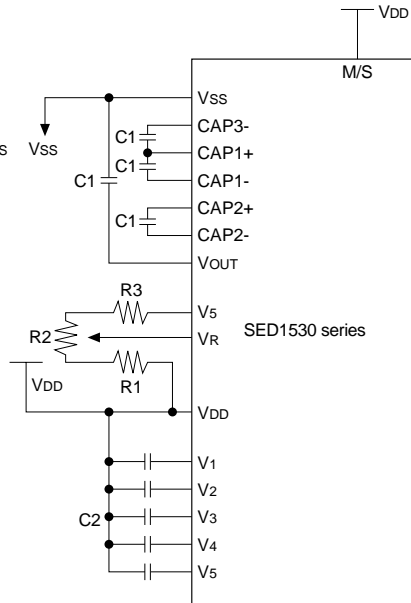 VDD
M/S
VSS
CAP3-
C1
CAP1+
S VSS
C1
CAP1-
C1
CAP2+
C1
CAP2-
VOUT
R3
V5
R2
VR
SED1530 series
R1
VDD
VDD
V1
V2
C2
V3
V4
V5